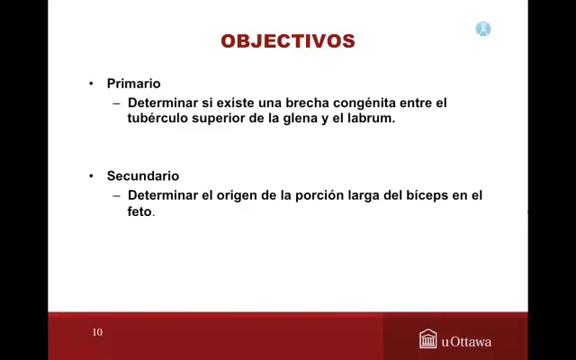 OBJECTIVOS
• Primario
– Determinar si existe una brecha congénita entre el
tubérculo superior de la glena y el labrum.
• Secundario
– Determinar el origen de la porción larga del bíceps en el
feto.
10
uOttawa